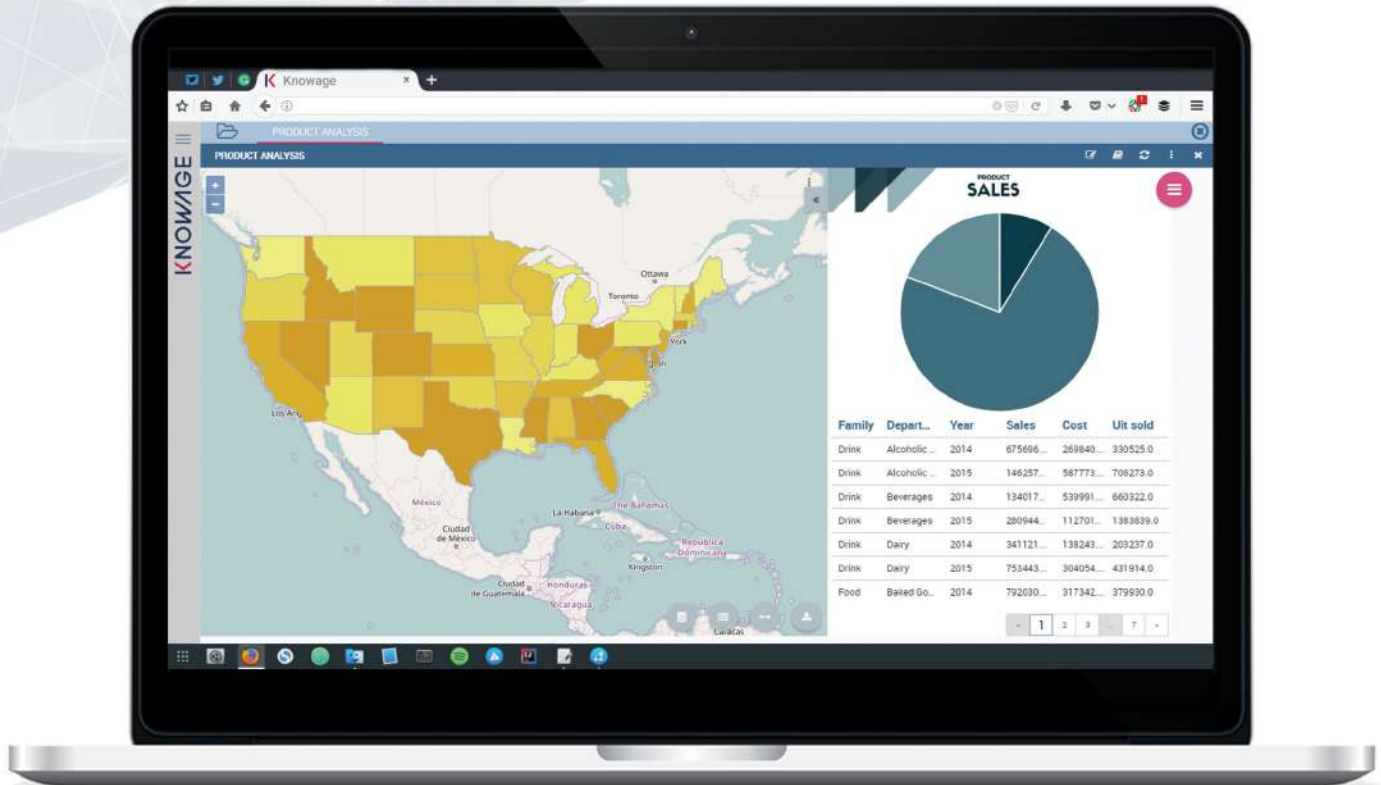 Knowage × +
PRODUCT ANALYSIS
PRODUCT ANALYSIS
KNOWAGE
+
−
«
PRODUCT
SALES
Ottawa
Toronto
York
Los Ang
México
Ciudad
de México
La Habana
The Bahamas
Cuba
República
Dominicana
Kingston
Ciudad
de Guatemala
Honduras
Nicaragua
Caracas
Family Depart... Year Sales Cost Uit sold
Drink Alcoholic ... 2014 675696... 269840... 330525.0
Drink Alcoholic ... 2015 146257... 587773... 706273.0
Drink Beverages 2014 134017... 539991... 660322.0
Drink Beverages 2015 280944... 112701... 1383839.0
Drink Dairy 2014 341121... 138243... 203237.0
Drink Dairy 2015 753443... 304054... 431914.0
Food Baked Go... 2014 792030... 317342... 379930.0
« 1 2 3 ... 7 »